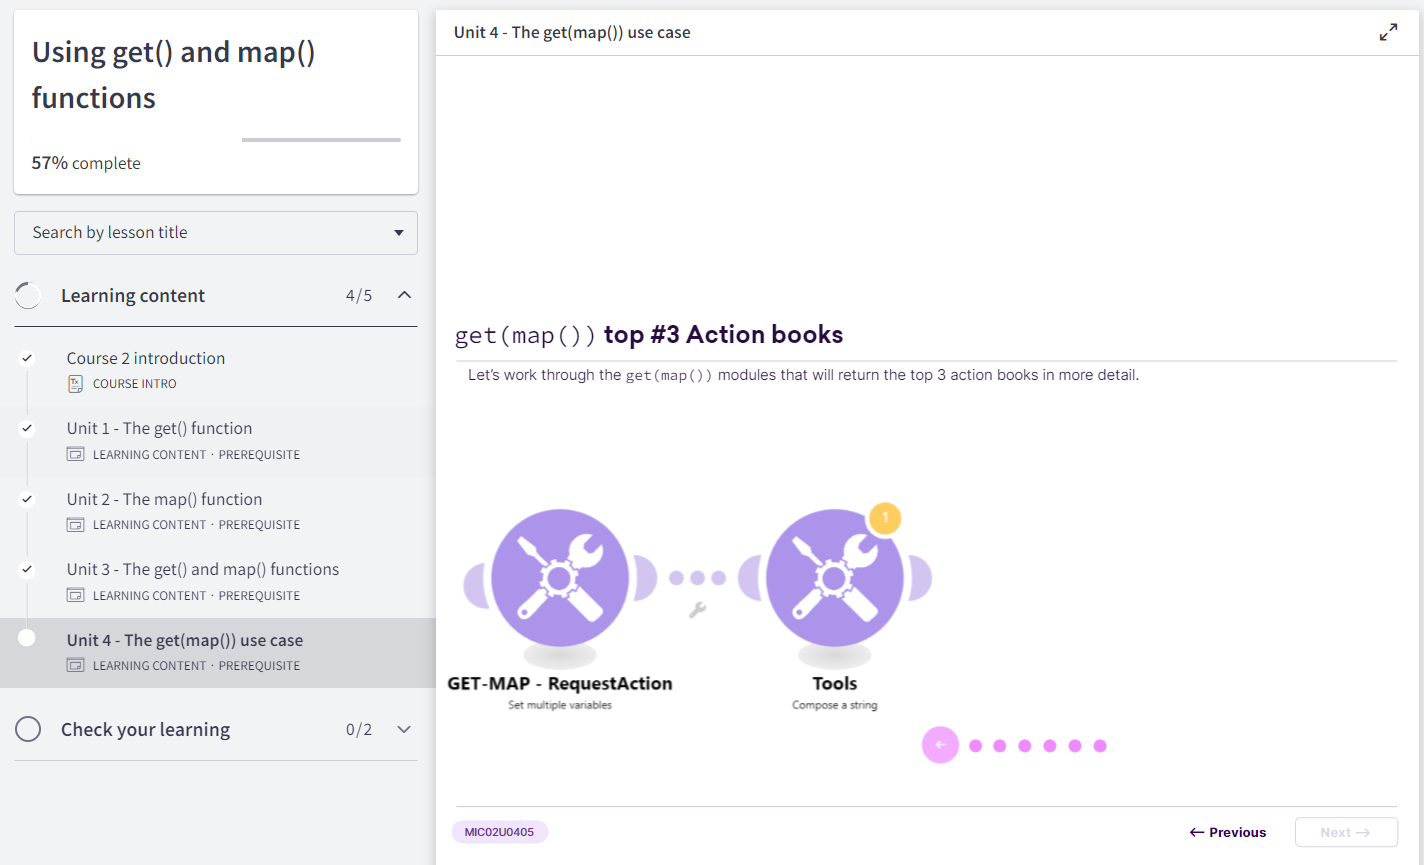 Using get() and map()
functions
57% complete
Search by lesson title
Learning content 4/5
Course 2 introduction
COURSE INTRO
Unit 1 - The get() function
LEARNING CONTENT · PREREQUISITE
Unit 2 - The map() function
LEARNING CONTENT · PREREQUISITE
Unit 3 - The get() and map() functions
LEARNING CONTENT · PREREQUISITE
Unit 4 - The get(map()) use case
LEARNING CONTENT · PREREQUISITE
Check your learning 0/2
Unit 4 - The get(map()) use case
get(map()) top #3 Action books
Let's work through the get(map()) modules that will return the top 3 action books in more detail.
1
GET-MAP - RequestAction
Set multiple variables
Tools
Compose a string
MIC02U0405
← Previous
Next →